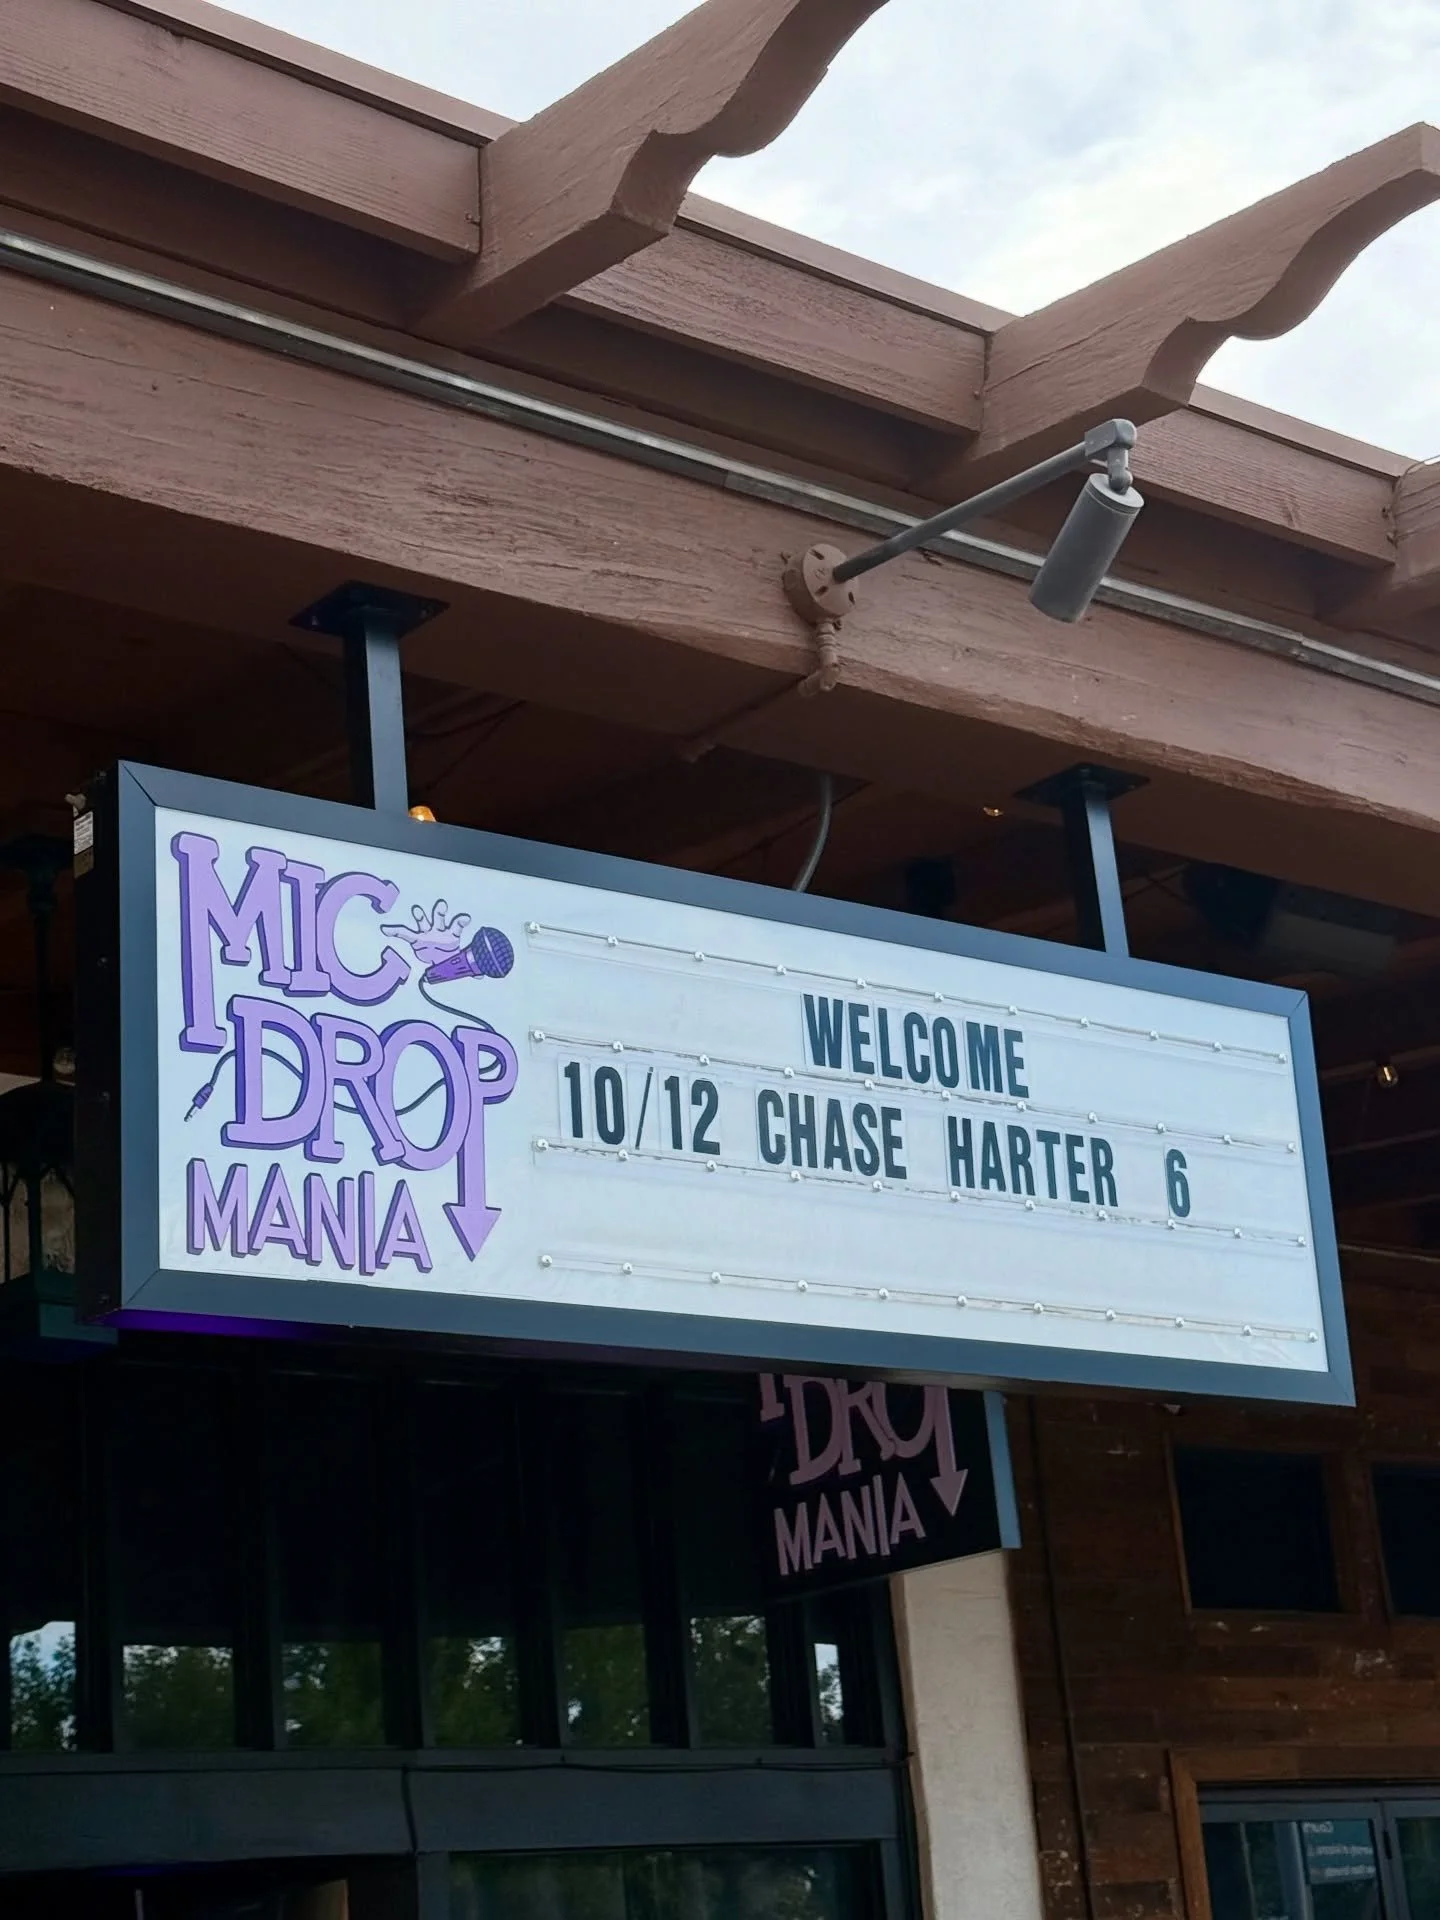 MIC
DROP
MANIA
WELCOME
10/12 CHASE HARTER 6
DROP
MANIA